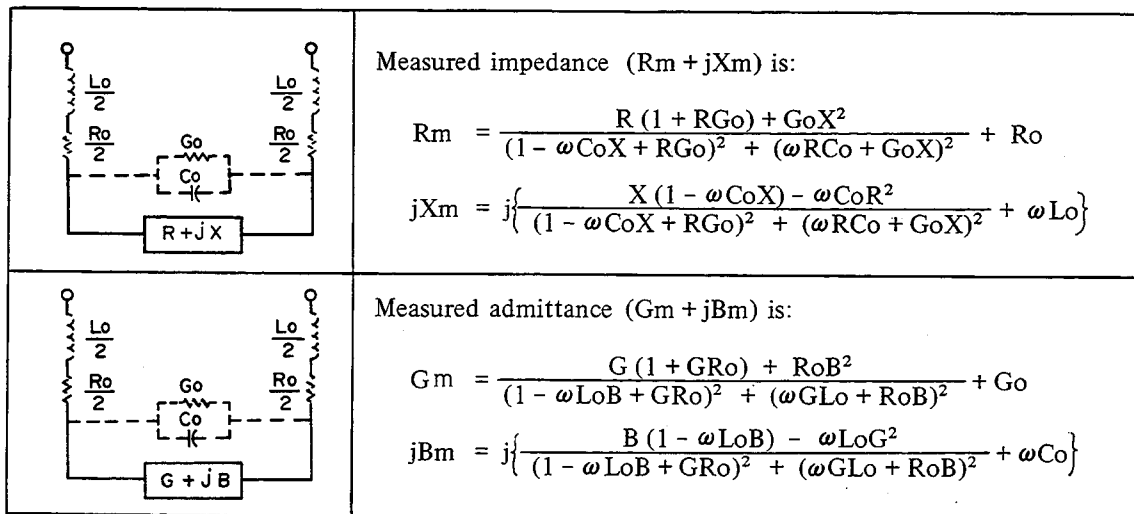 Lo/2 Lo/2
Ro/2 Go Ro/2
Co
R + jX
Measured impedance (Rm + jXm) is:
Rm = R (1 + RGo) + GoX² / (1 - ωCoX + RGo)² + (ωRCo + GoX)² + Ro
jXm = j{ X (1 - ωCoX) - ωCoR² / (1 - ωCoX + RGo)² + (ωRCo + GoX)² + ωLo}
Lo/2 Lo/2
Ro/2 Go Ro/2
Co
G + jB
Measured admittance (Gm + jBm) is:
Gm = G (1 + GRo) + RoB² / (1 - ωLoB + GRo)² + (ωGLo + RoB)² + Go
jBm = j{ B (1 - ωLoB) - ωLoG² / (1 - ωLoB + GRo)² + (ωGLo + RoB)² + ωCo}